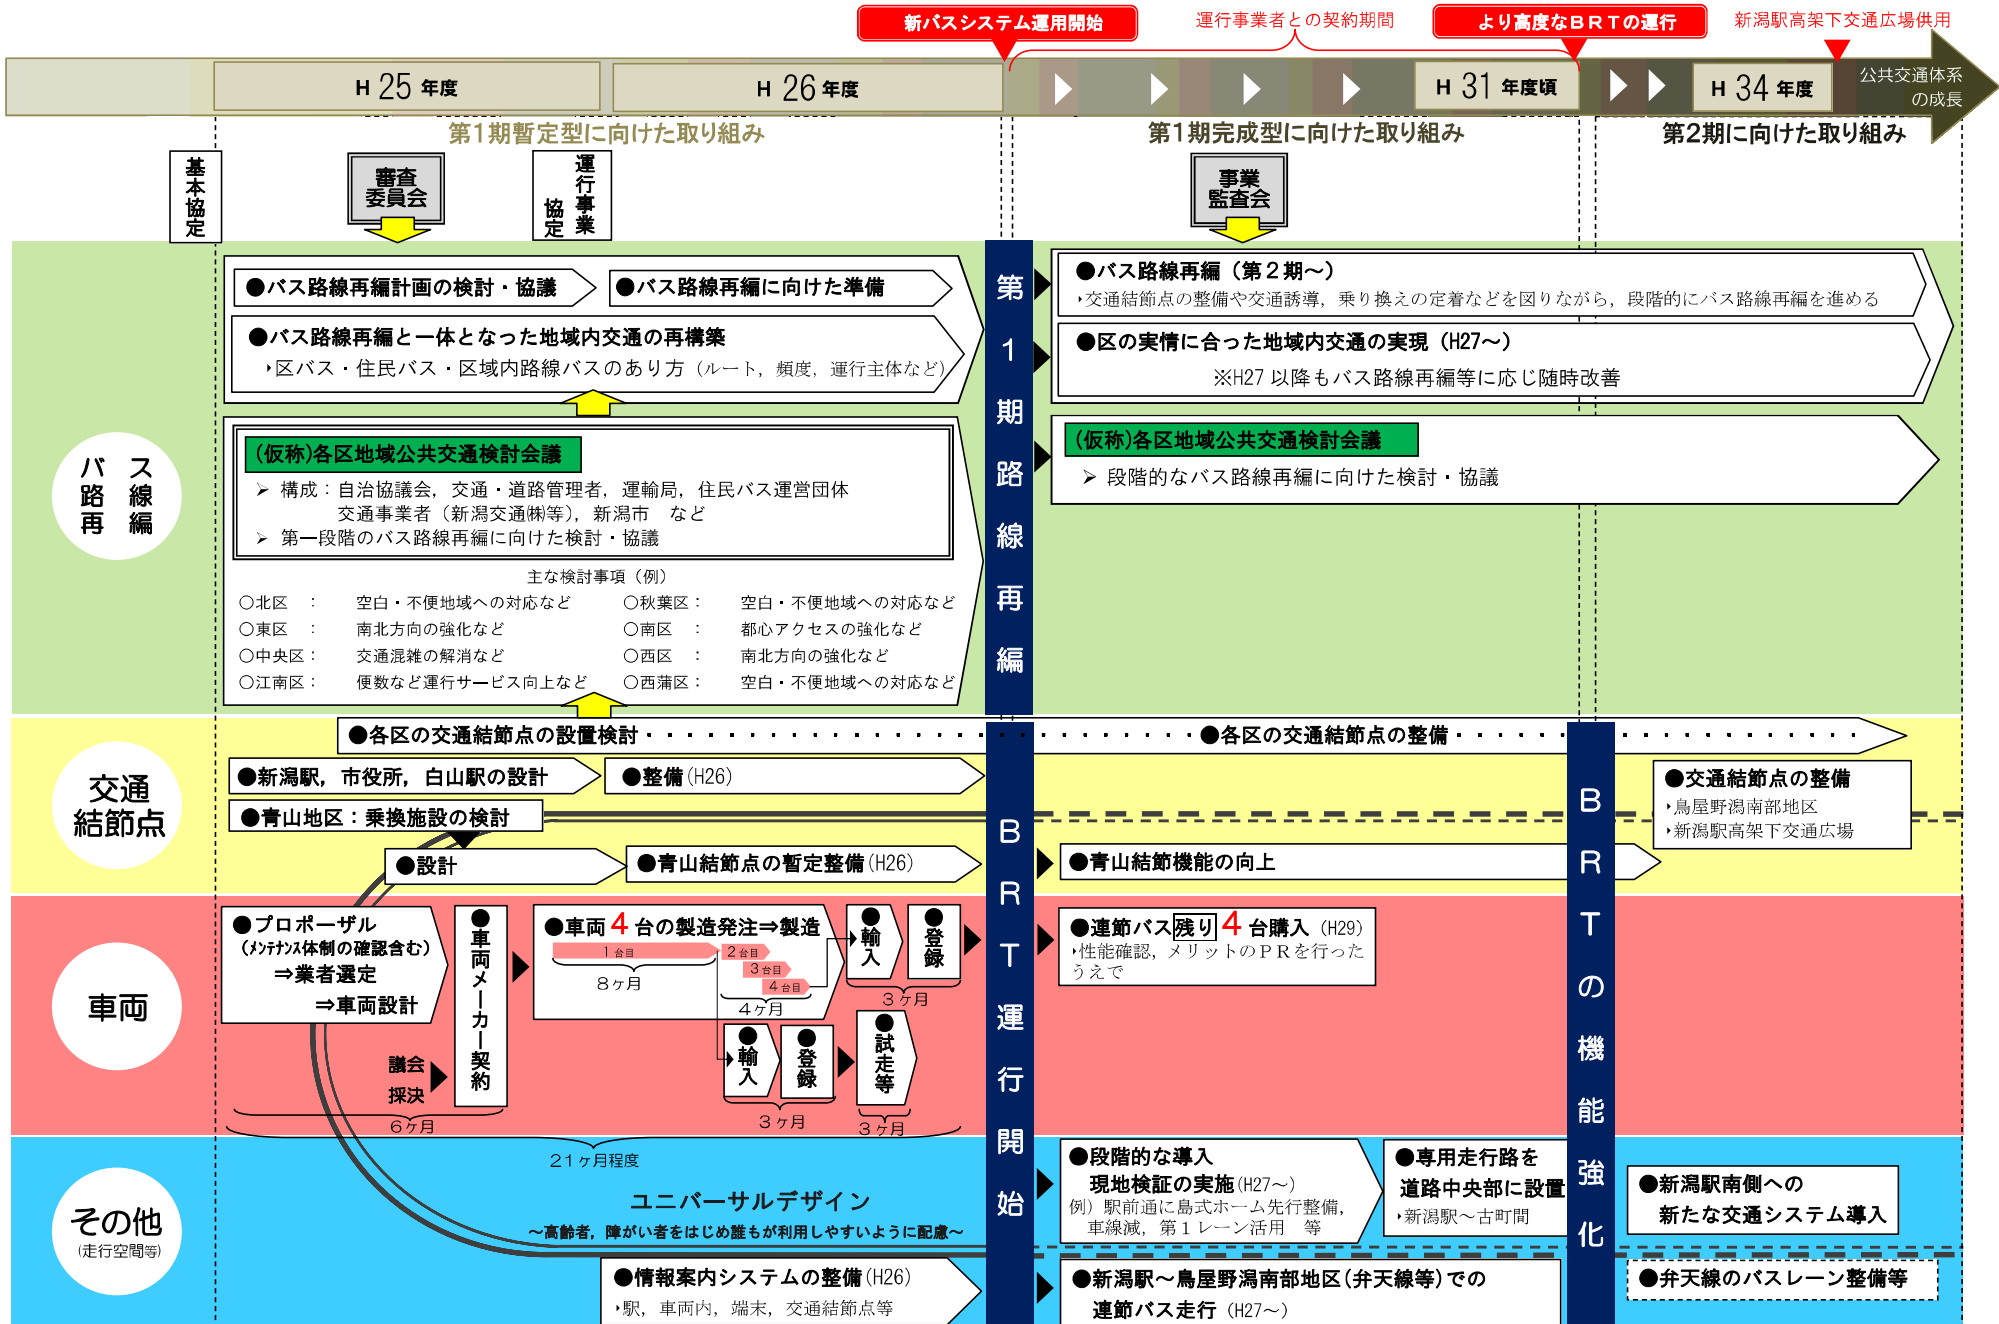 新バスシステム運用開始
運行事業者との契約期間
より高度なBRTの運行
新潟駅高架下交通広場供用
H 25 年度
H 26 年度
H 31 年度頃
H 34 年度
公共交通体系
の成長
第1期暫定型に向けた取り組み
第1期完成型に向けた取り組み
第2期に向けた取り組み
基本協定
審査
委員会
運行事業
協定
事業
監査会
バス
路線
再編
●バス路線再編計画の検討・協議
●バス路線再編に向けた準備
●バス路線再編と一体となった地域内交通の再構築
・区バス・住民バス・区域内路線バスのあり方（ルート，頻度，運行主体など）
(仮称)各区地域公共交通検討会議
➢ 構成：自治協議会，交通・道路管理者，運輸局，住民バス運営団体
交通事業者（新潟交通㈱等），新潟市　など
➢ 第一段階のバス路線再編に向けた検討・協議
主な検討事項（例）
○北区　：　空白・不便地域への対応など
○秋葉区：　空白・不便地域への対応など
○東区　：　南北方向の強化など
○南区　：　都心アクセスの強化など
○中央区：　交通混雑の解消など
○西区　：　南北方向の強化など
○江南区：　便数など運行サービス向上など
○西蒲区：　空白・不便地域への対応など
第1期路線再編
●バス路線再編（第２期～）
・交通結節点の整備や交通誘導，乗り換えの定着などを図りながら，段階的にバス路線再編を進める
●区の実情に合った地域内交通の実現（H27～）
※H27 以降もバス路線再編等に応じ随時改善
(仮称)各区地域公共交通検討会議
➢ 段階的なバス路線再編に向けた検討・協議
交通
結節点
●各区の交通結節点の設置検討・・・・・・・・・・・・・・・・・・・・・・・・・・・・・●各区の交通結節点の整備・・・・・・・・・・・・・・・・・・・・・
●新潟駅，市役所，白山駅の設計
●整備(H26)
●青山地区：乗換施設の検討
●設計
●青山結節点の暫定整備(H26)
●青山結節機能の向上
●交通結節点の整備
・鳥屋野潟南部地区
・新潟駅高架下交通広場
BRT運行開始
BRTの機能強化
車両
●プロポーザル
（ﾒﾝﾃﾅﾝｽ体制の確認含む）
⇒業者選定
⇒車両設計
議会
採決
●車両メーカー契約
6ヶ月
●車両 4 台の製造発注⇒製造
1 台目
2 台目
3 台目
4 台目
8ヶ月
4ヶ月
●輸入
●登録
3ヶ月
●輸入
●登録
3ヶ月
●試走等
3ヶ月
21ヶ月程度
●連節バス残り 4 台購入（H29）
・性能確認，メリットのＰＲを行った
うえで
その他
(走行空間等)
ユニバーサルデザイン
～高齢者，障がい者をはじめ誰もが利用しやすいように配慮～
●情報案内システムの整備(H26)
・駅，車両内，端末，交通結節点等
●段階的な導入
現地検証の実施(H27～)
例）駅前通に島式ホーム先行整備，
車線減，第１レーン活用　等
●専用走行路を
道路中央部に設置
・新潟駅～古町間
●新潟駅～鳥屋野潟南部地区(弁天線等)での
連節バス走行（H27～）
●新潟駅南側への
新たな交通システム導入
●弁天線のバスレーン整備等